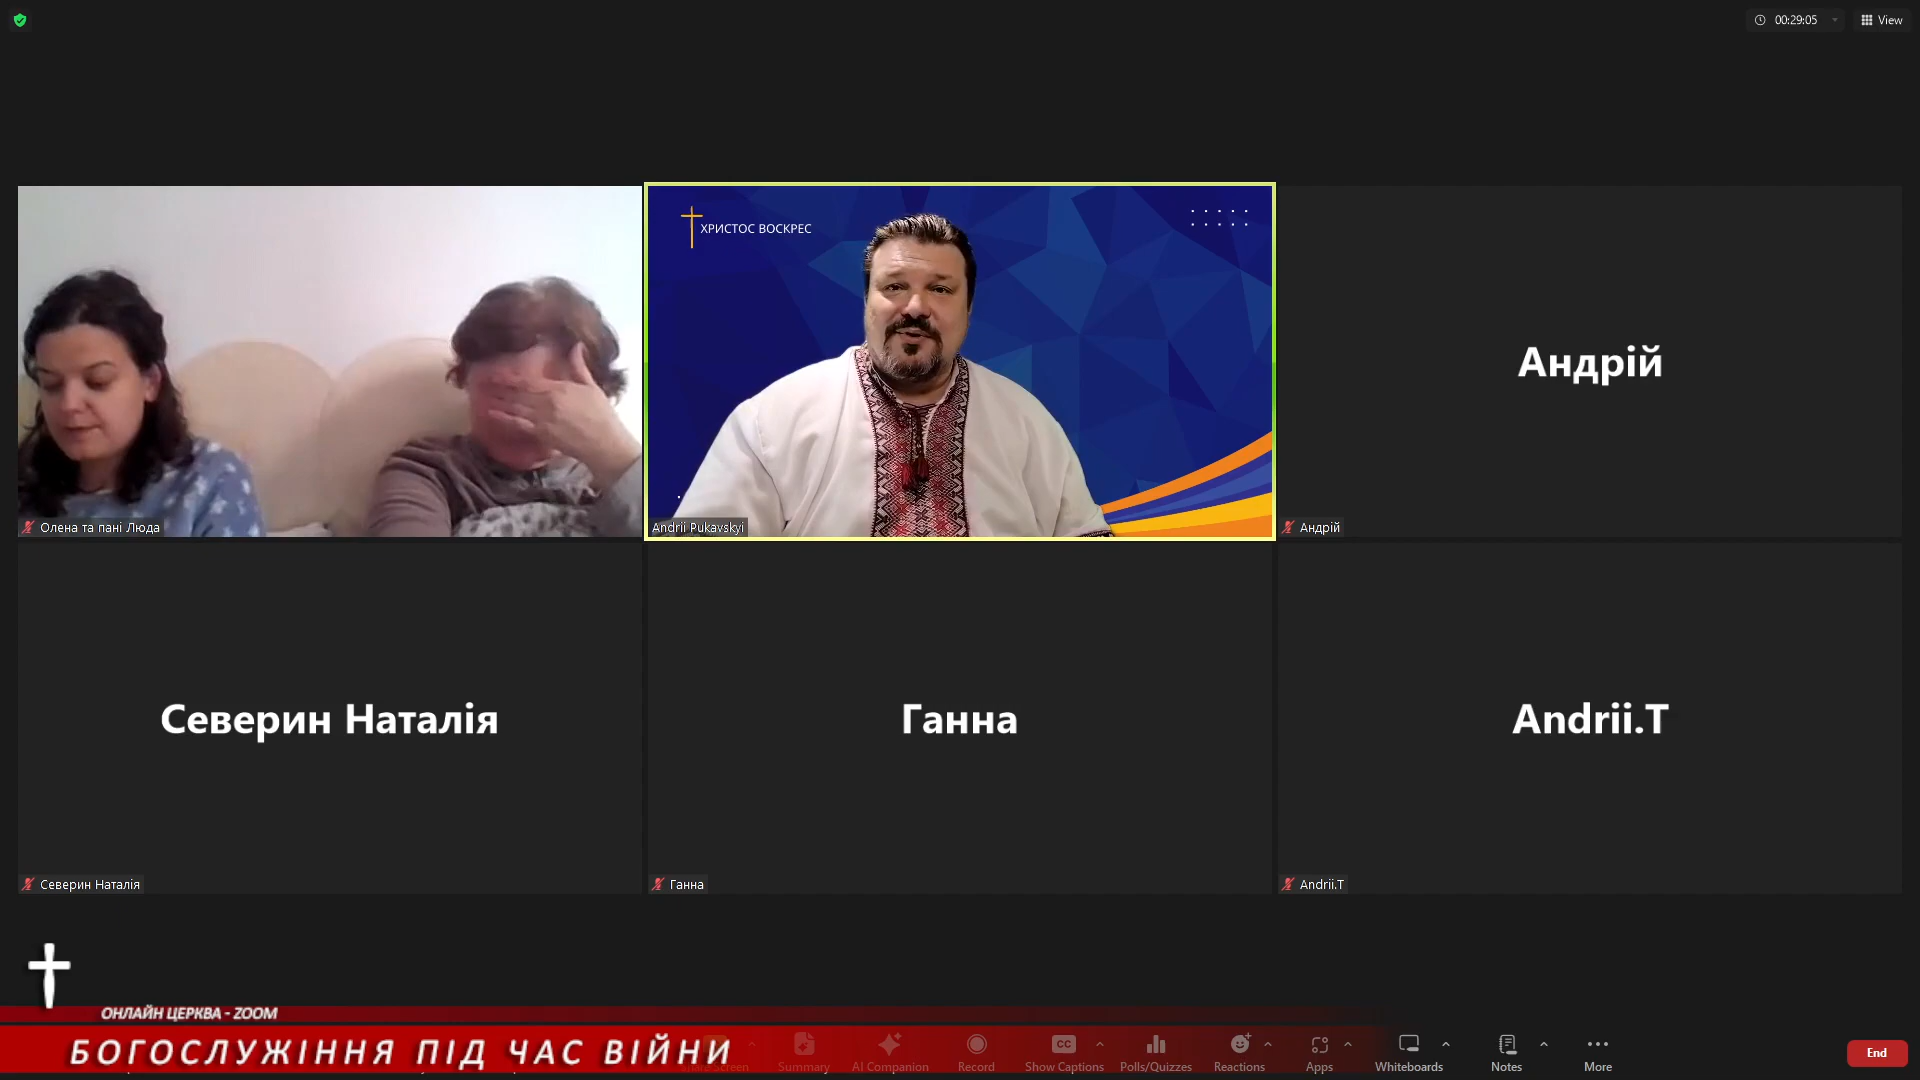 00:29:05
View
ХРИСТОС ВОСКРЕС
Андрій
Олена та пані Люда
Andrii Pukavskyi
Андрій
Северин Наталія
Ганна
Andrii.T
Северин Наталія
Ганна
Andrii.T
ОНЛАЙН ЦЕРКВА - ZOOM
БОГОСЛУЖІННЯ ПІД ЧАС ВІЙНИ
Screen
Summary
AI Companion
Record
CC
Show Captions
Polls/Quizzes
Reactions
Apps
Whiteboards
Notes
More
End